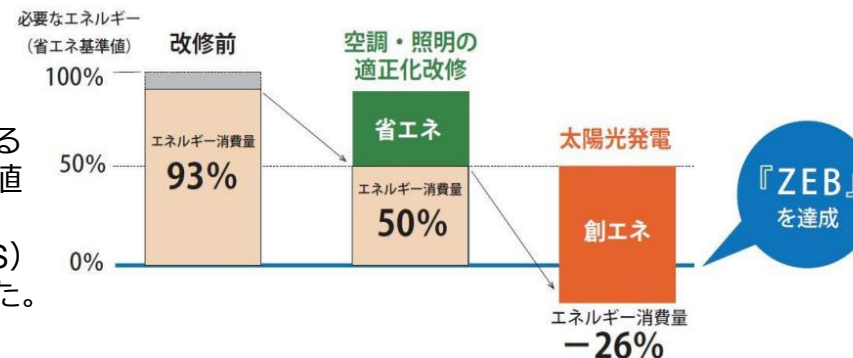 必要なエネルギー
(省エネ基準値)
改修前
空調・照明の
適正化改修
太陽光発電
100%
50%
0%
エネルギー消費量
93%
省エネ
エネルギー消費量
50%
創エネ
エネルギー消費量
-26%
『ZEB』
を達成
る
値
S)
た。